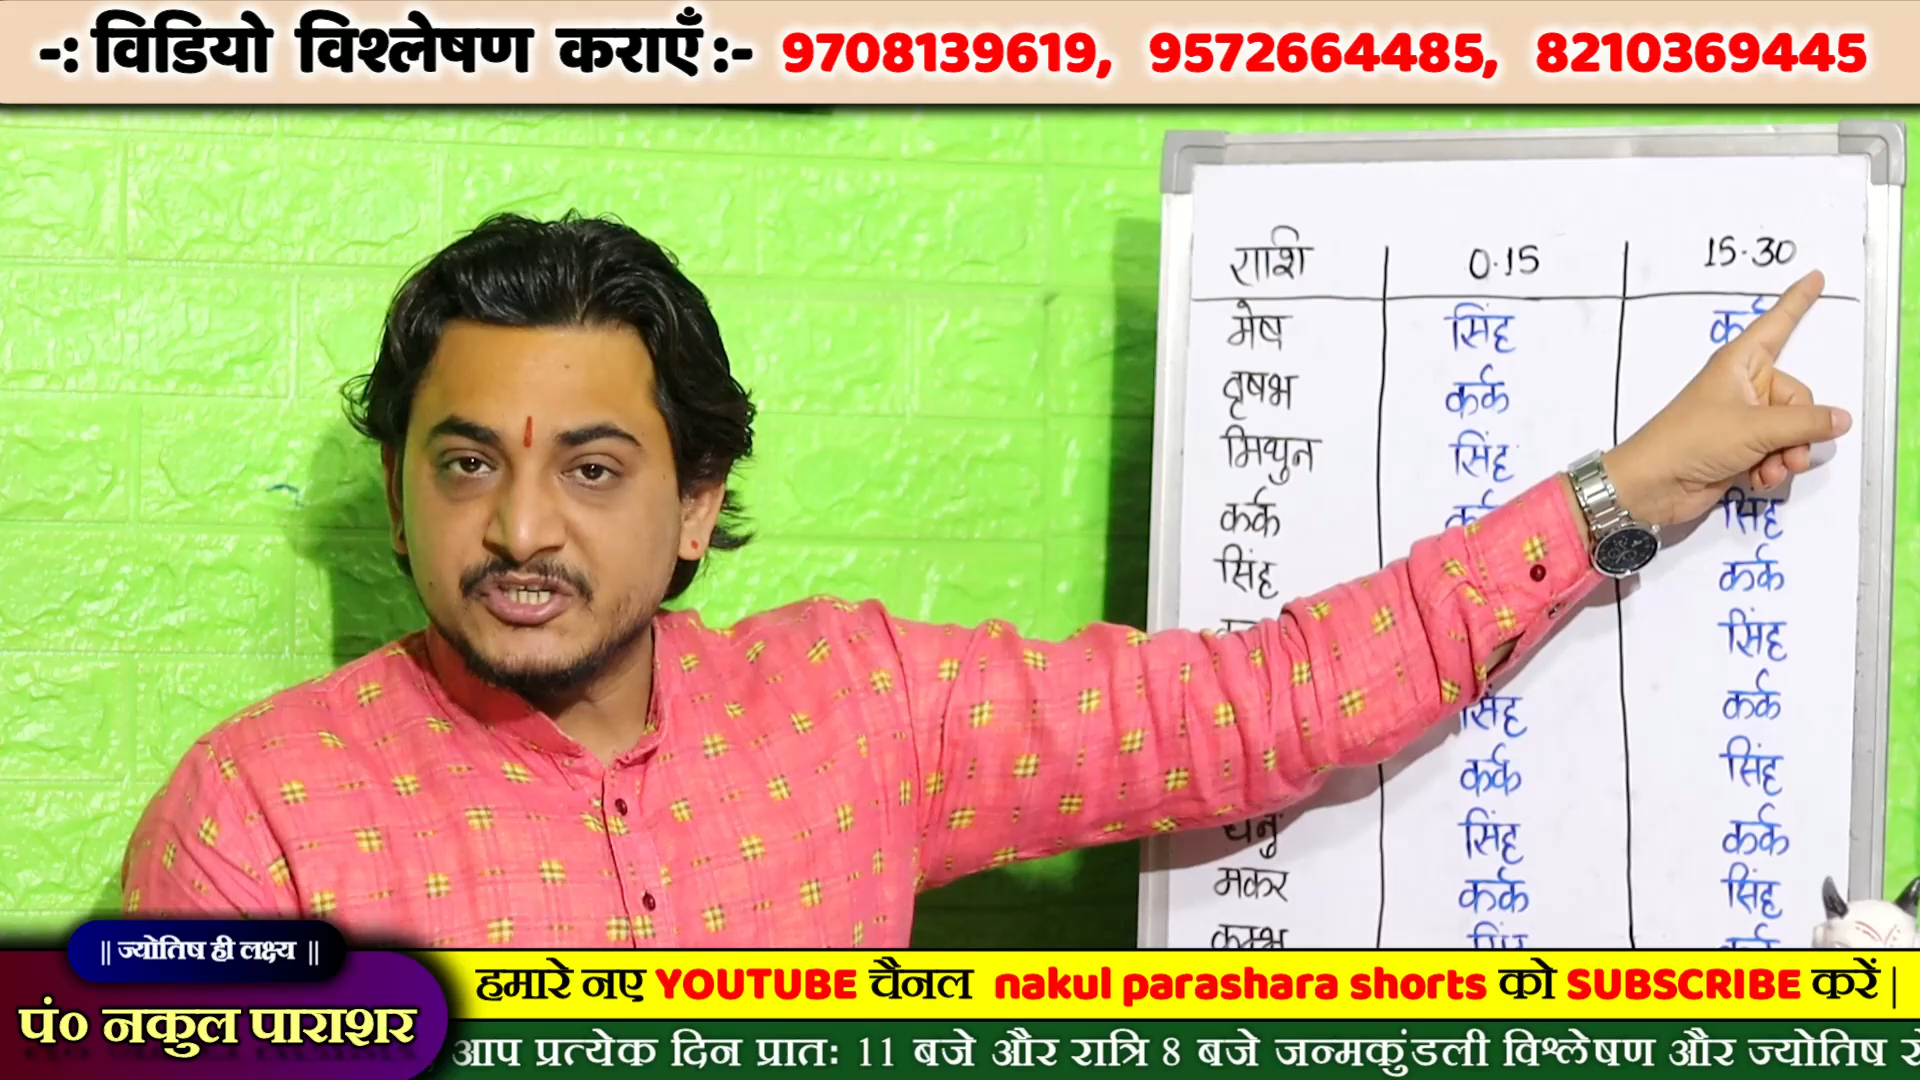 -: विडियो विश्लेषण कराएँ :- 9708139619, 9572664485, 8210369445
राशि 0.15 15.30
मेष सिंह
वृषभ कर्क
मिथुन सिंह
कर्क सिंह
सिंह कर्क
सिंह
सिंह कर्क
कर्क सिंह
धनु सिंह कर्क
मकर कर्क सिंह
कुम्भ
|| ज्योतिष ही लक्ष्य ||
पं० नकुल पाराशर
हमारे नए YOUTUBE चैनल nakul parashara shorts को SUBSCRIBE करें |
आप प्रत्येक दिन प्रातः 11 बजे और रात्रि 8 बजे जन्मकुंडली विश्लेषण और ज्योतिष